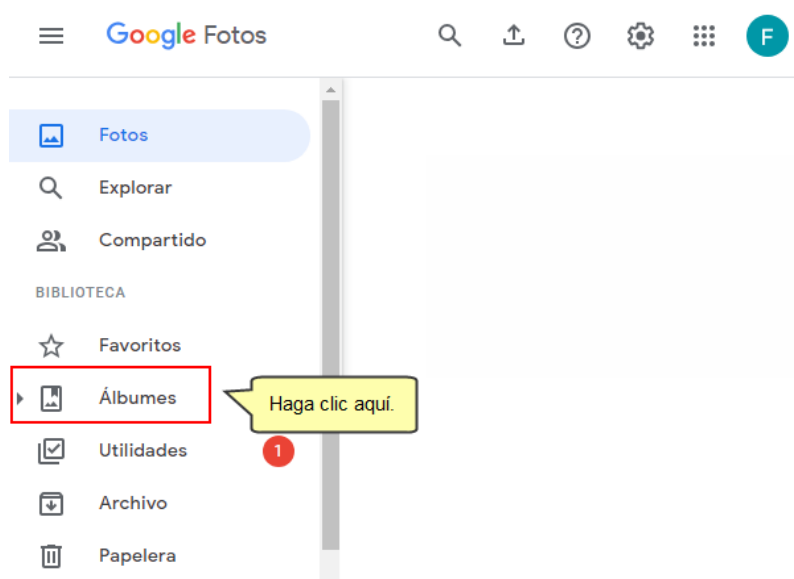 Google Fotos
F
Fotos
Explorar
Compartido
BIBLIOTECA
Favoritos
Álbumes
Haga clic aquí.
Utilidades
1
Archivo
Papelera